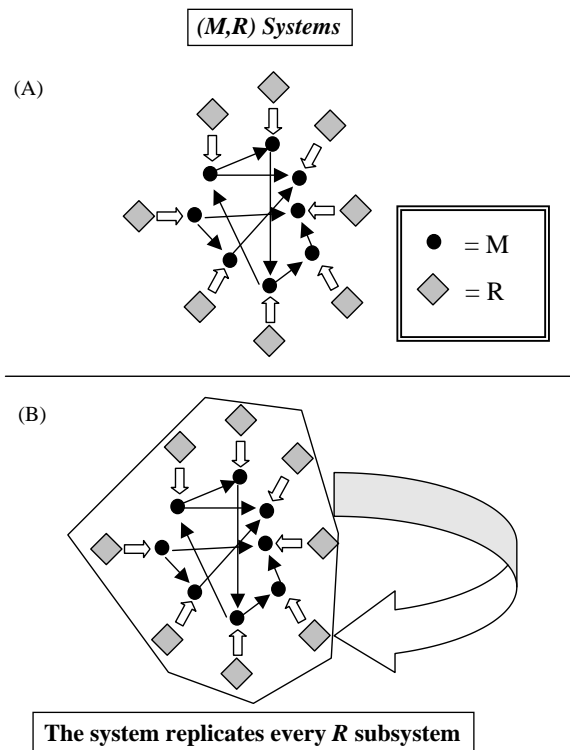 (M,R) Systems
(A)
= M
= R
(B)
The system replicates every R subsystem